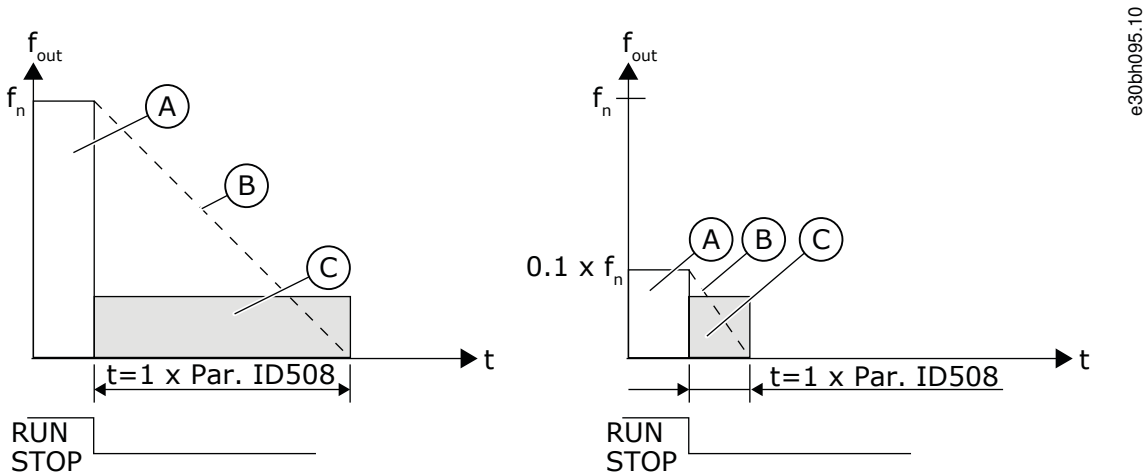 f_out
f_n
A
B
C
t
t=1 x Par. ID508
RUN
STOP
f_out
f_n
A
B
C
0.1 x f_n
t
t=1 x Par. ID508
RUN
STOP
e30bh095.10